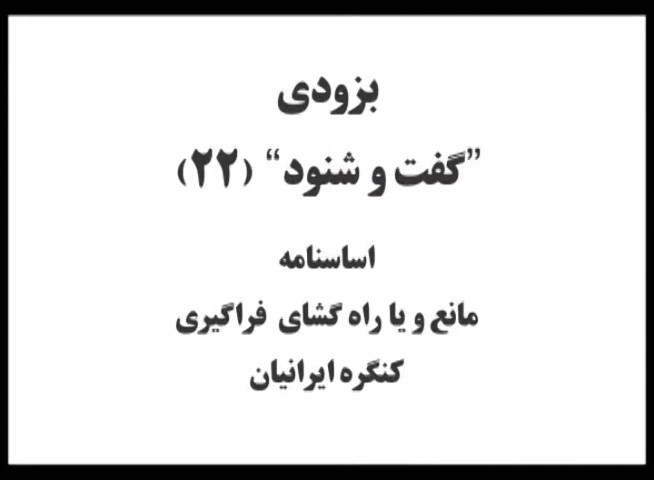 بزودی
”گفت و شنود“ (۲۲)
اساسنامه
مانع و یا راه گشای فراگیری
کنگره ایرانیان